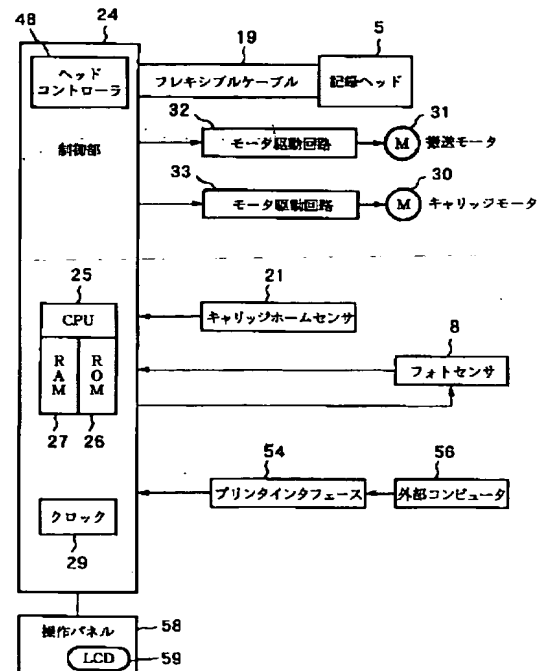 48
24
19
5
ヘッド
コントローラ
フレキシブルケーブル
記録ヘッド
32
31
制御部
モータ駆動回路
M
搬送モータ
33
30
モータ駆動回路
M
キャリッジモータ
25
21
CPU
キャリッジホームセンサ
8
RAM
ROM
フォトセンサ
27
26
54
56
プリンタインタフェース
外部コンピュータ
クロック
29
操作パネル
58
LCD
59